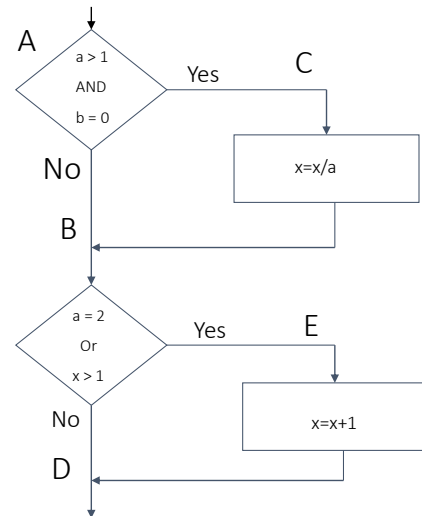 A
a > 1
AND
b = 0
Yes
C
x=x/a
No
B
a = 2
Or
x > 1
Yes
E
x=x+1
No
D